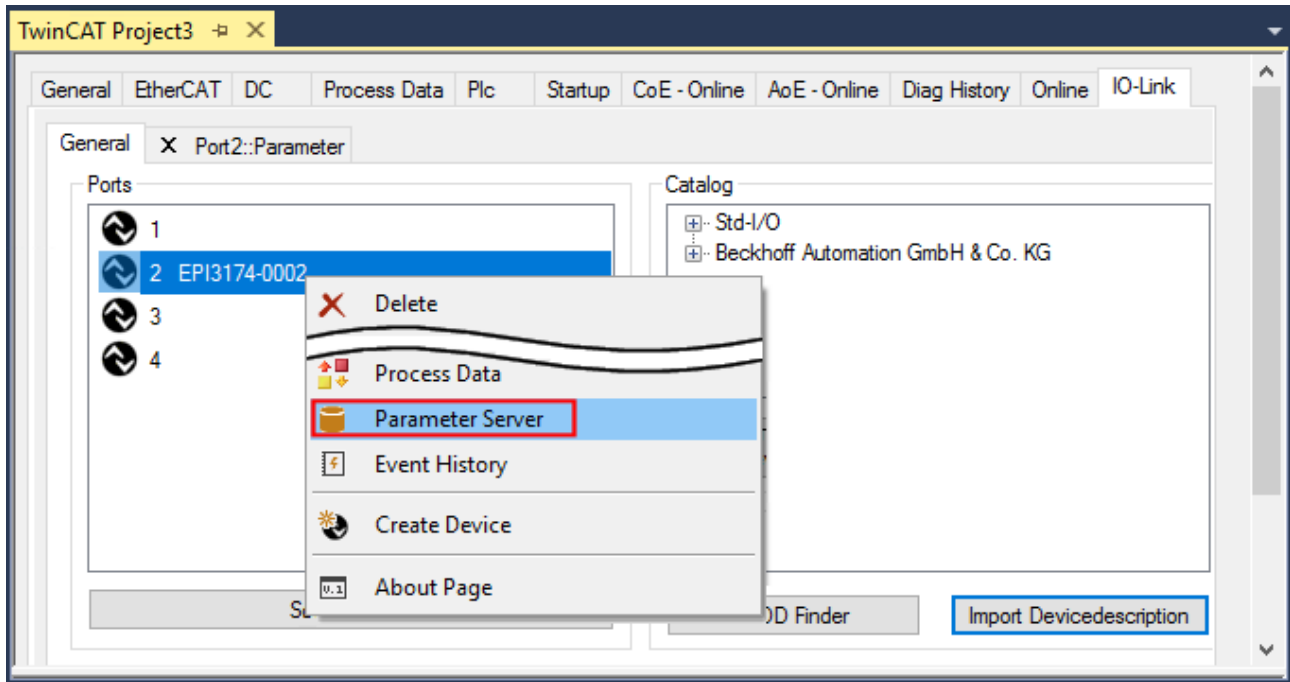 TwinCAT Project3
General EtherCAT DC Process Data Plc Startup CoE - Online AoE - Online Diag History Online IO-Link
General X Port2::Parameter
Ports
1
2 EPI3174-0002
3
4
Catalog
Std-I/O
Beckhoff Automation GmbH & Co. KG
Delete
Process Data
Parameter Server
Event History
Create Device
About Page
Finder
Import Devicedescription